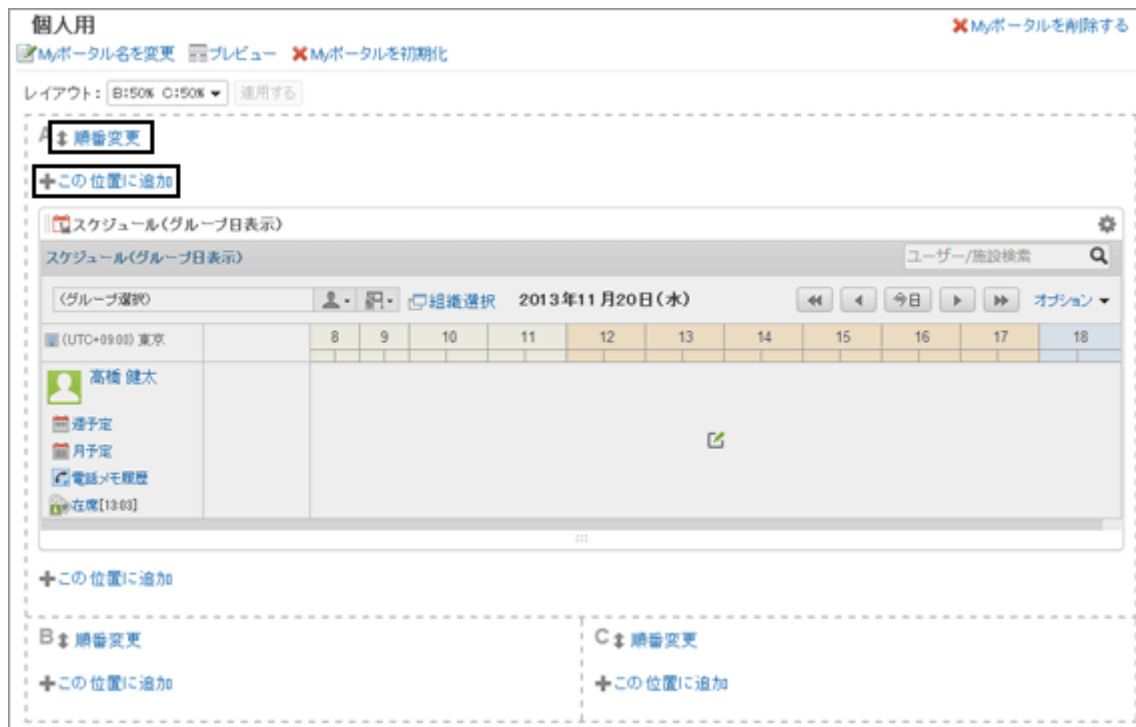 個人用
Myポータルを削除する
Myポータル名を変更 プレビュー Myポータルを初期化
レイアウト: B:50% C:50% 適用する
A 順番変更
この位置に追加
スケジュール(グループ日表示)
スケジュール(グループ日表示) ユーザー/施設検索
(グループ選択) 組織選択 2013年11月20日(水) 今日 オプション
(UTC+09:00) 東京 8 9 10 11 12 13 14 15 16 17 18
高橋 健太
週予定
月予定
電話メモ履歴
在席[13:03]
この位置に追加
B 順番変更
この位置に追加
C 順番変更
この位置に追加